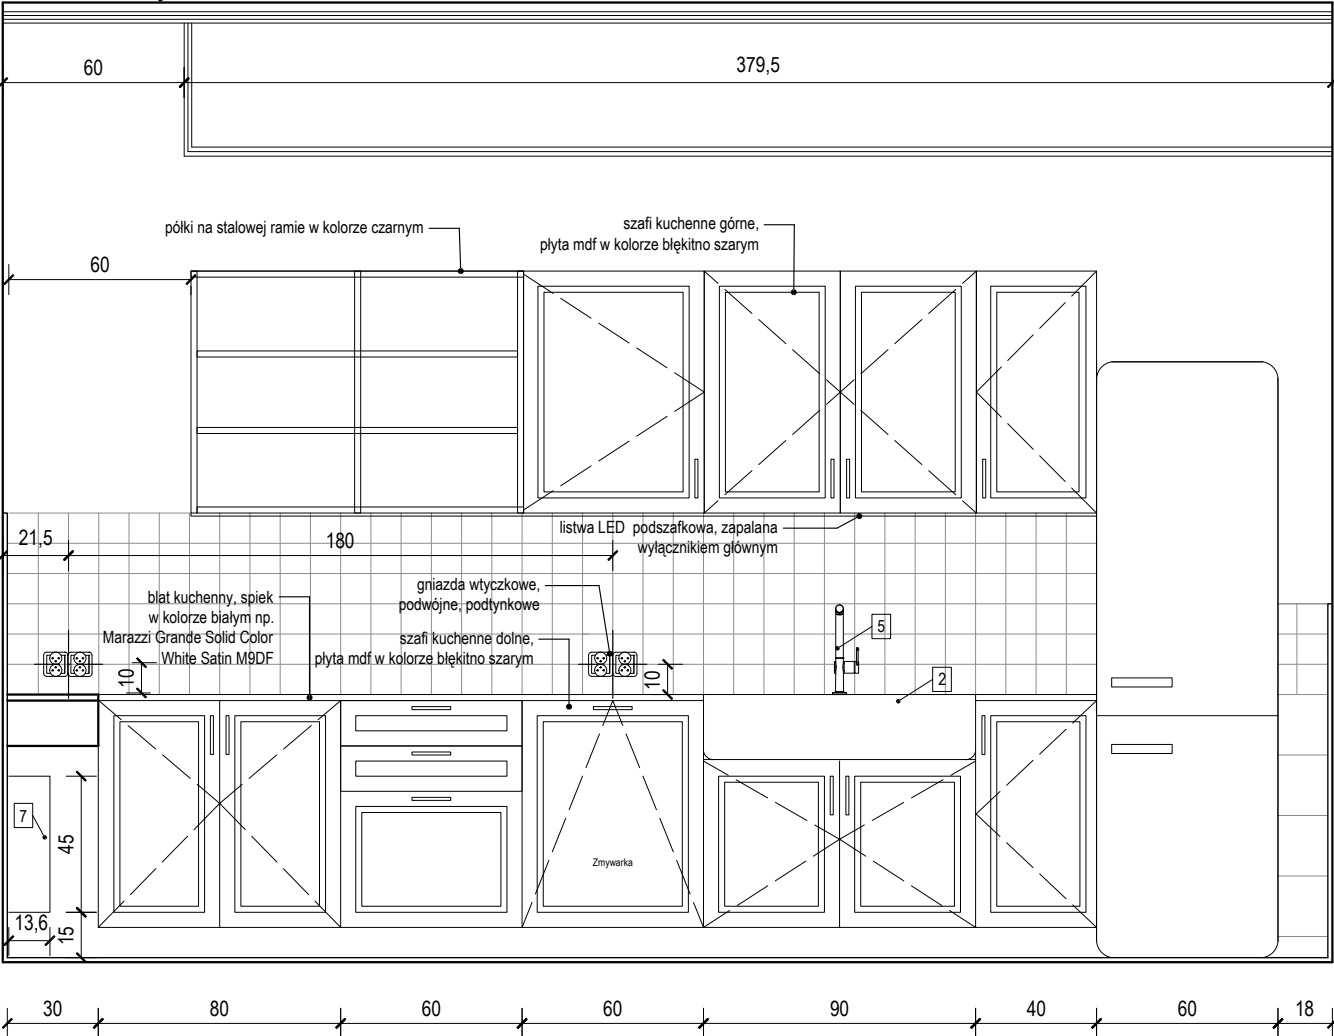 60
379,5
szafi kuchenne górne,
półki na stalowej ramie w kolorze czarnym
płyta mdf w kolorze błękitno szarym
60
listwa LED podszafkowa, zapalana
wyłącznikiem głównym
21,5
180
gniazda wtyczkowe,
podwójne, podtynkowe
blat kuchenny, spiek
w kolorze białym np.
Marazzi Grande Solid Color
White Satin M9DF
szafi kuchenne dolne,
płyta mdf w kolorze błękitno szarym
5
10
10
2
7
45
Zmywarka
13,6
15
30
80
60
60
90
40
60
18